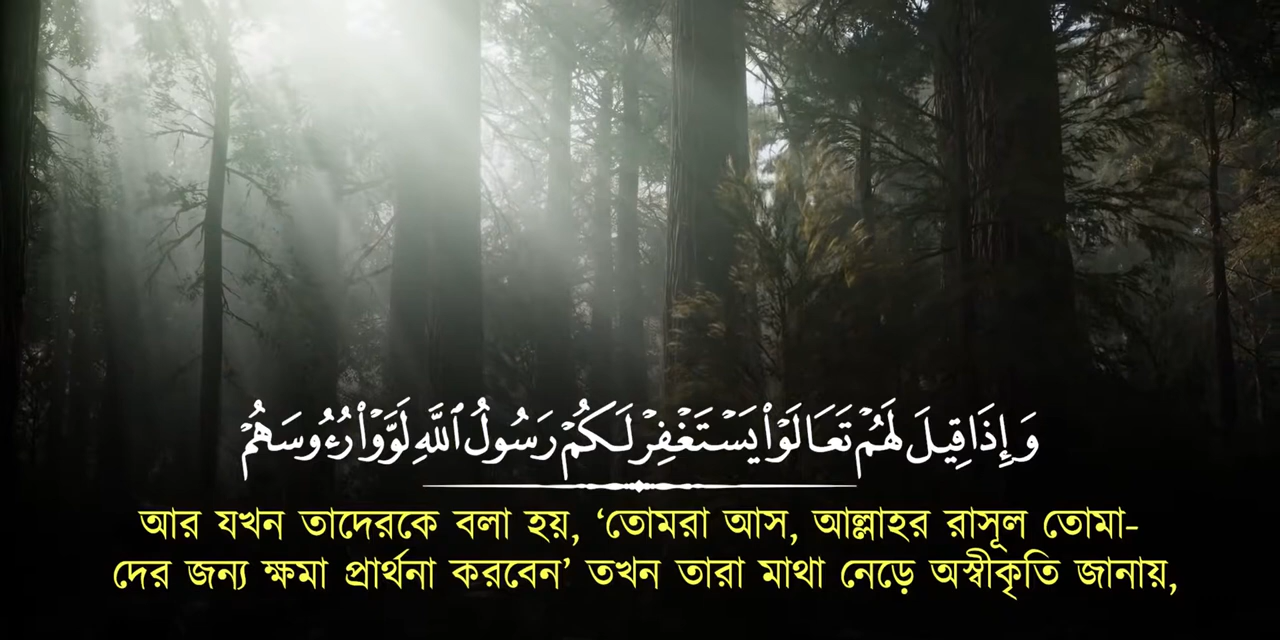 وَإِذَا قِيلَ لَهُمْ تَعَالَوْا۟ يَسْتَغْفِرْ لَكُمْ رَسُولُ ٱللَّهِ لَوَّوْا۟ رُءُوسَهُمْ
আর যখন তাদেরকে বলা হয়, ‘তোমরা আস, আল্লাহর রাসূল তোমা-
দের জন্য ক্ষমা প্রার্থনা করবেন’ তখন তারা মাথা নেড়ে অস্বীকৃতি জানায়,